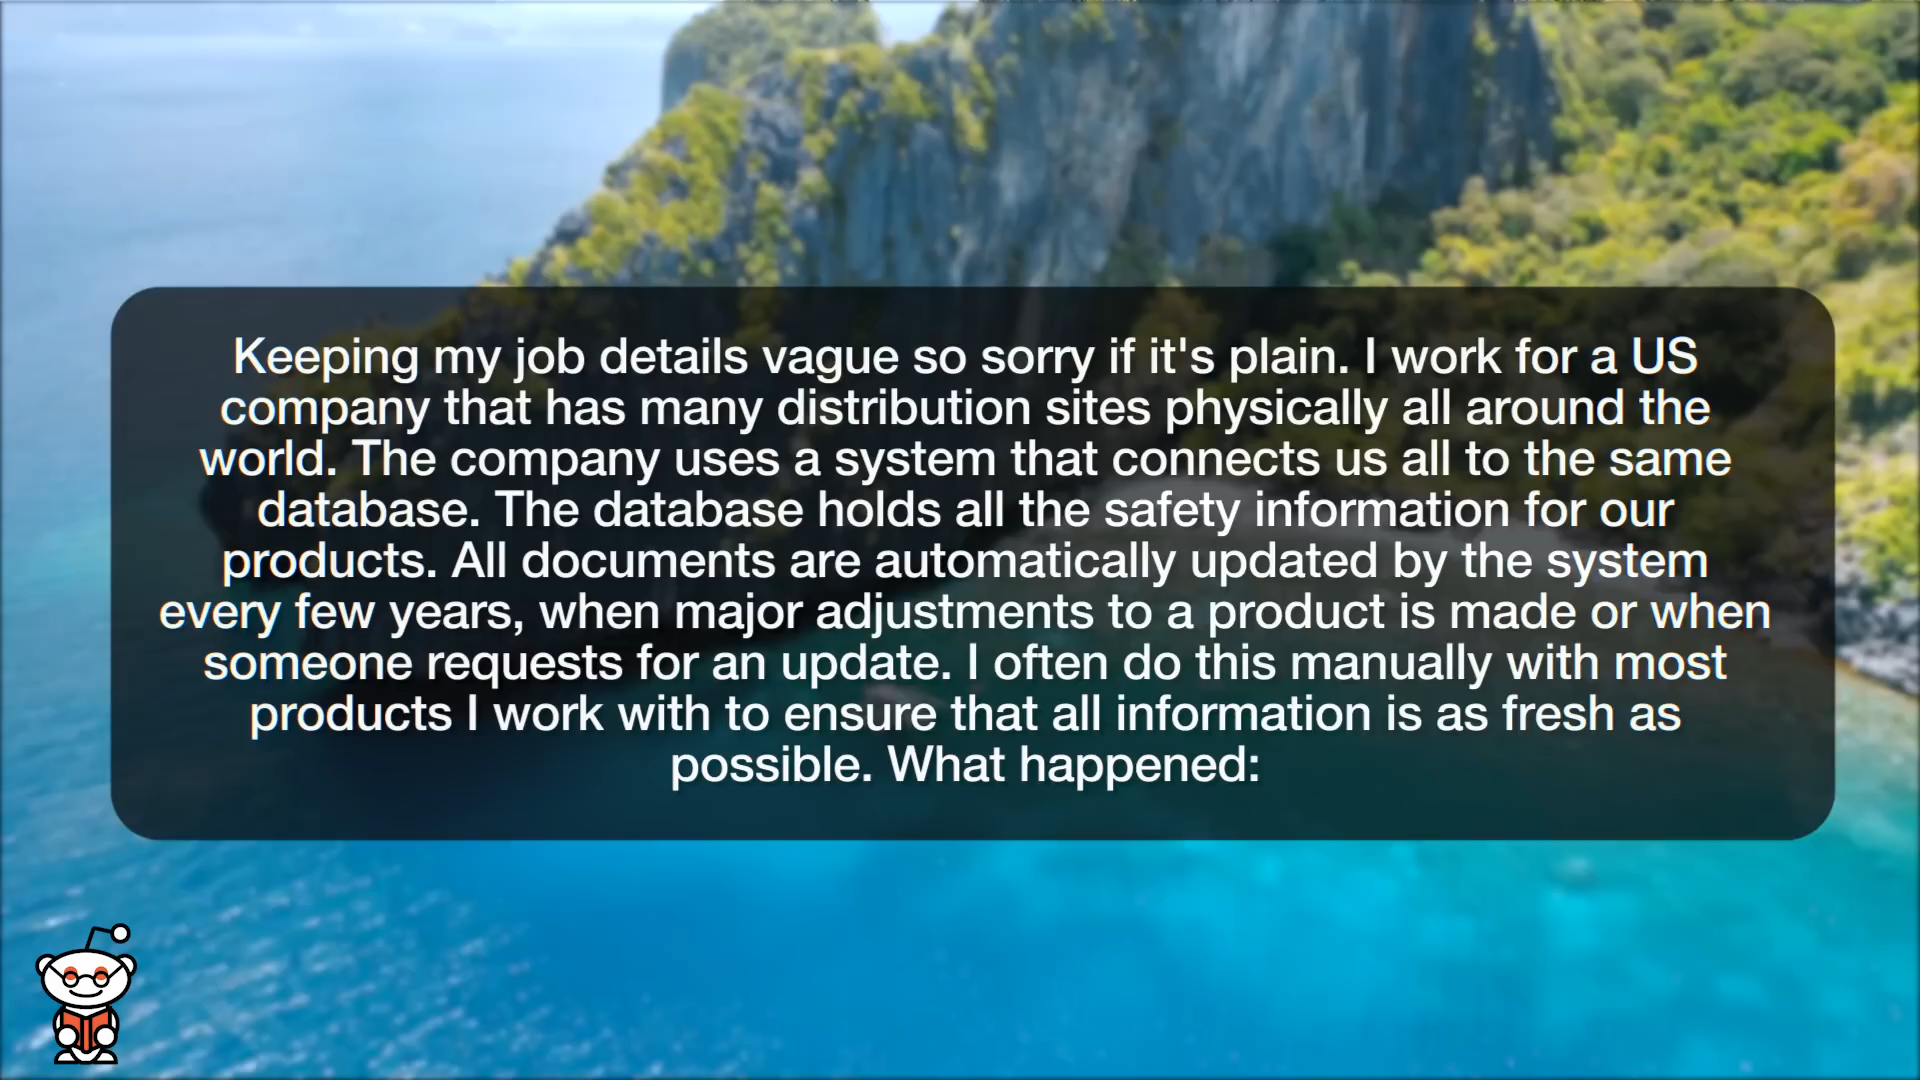 Keeping my job details vague so sorry if it's plain. I work for a US
company that has many distribution sites physically all around the
world. The company uses a system that connects us all to the same
database. The database holds all the safety information for our
products. All documents are automatically updated by the system
every few years, when major adjustments to a product is made or when
someone requests for an update. I often do this manually with most
products I work with to ensure that all information is as fresh as
possible. What happened: